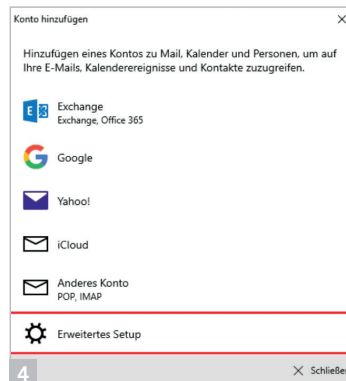 Konto hinzufügen
Hinzufügen eines Kontos zu Mail, Kalender und Personen, um auf
Ihre E-Mails, Kalenderereignisse und Kontakte zuzugreifen.
Exchange
Exchange, Office 365
Google
Yahoo!
iCloud
Anderes Konto
POP, IMAP
Erweitertes Setup
4
Schließe